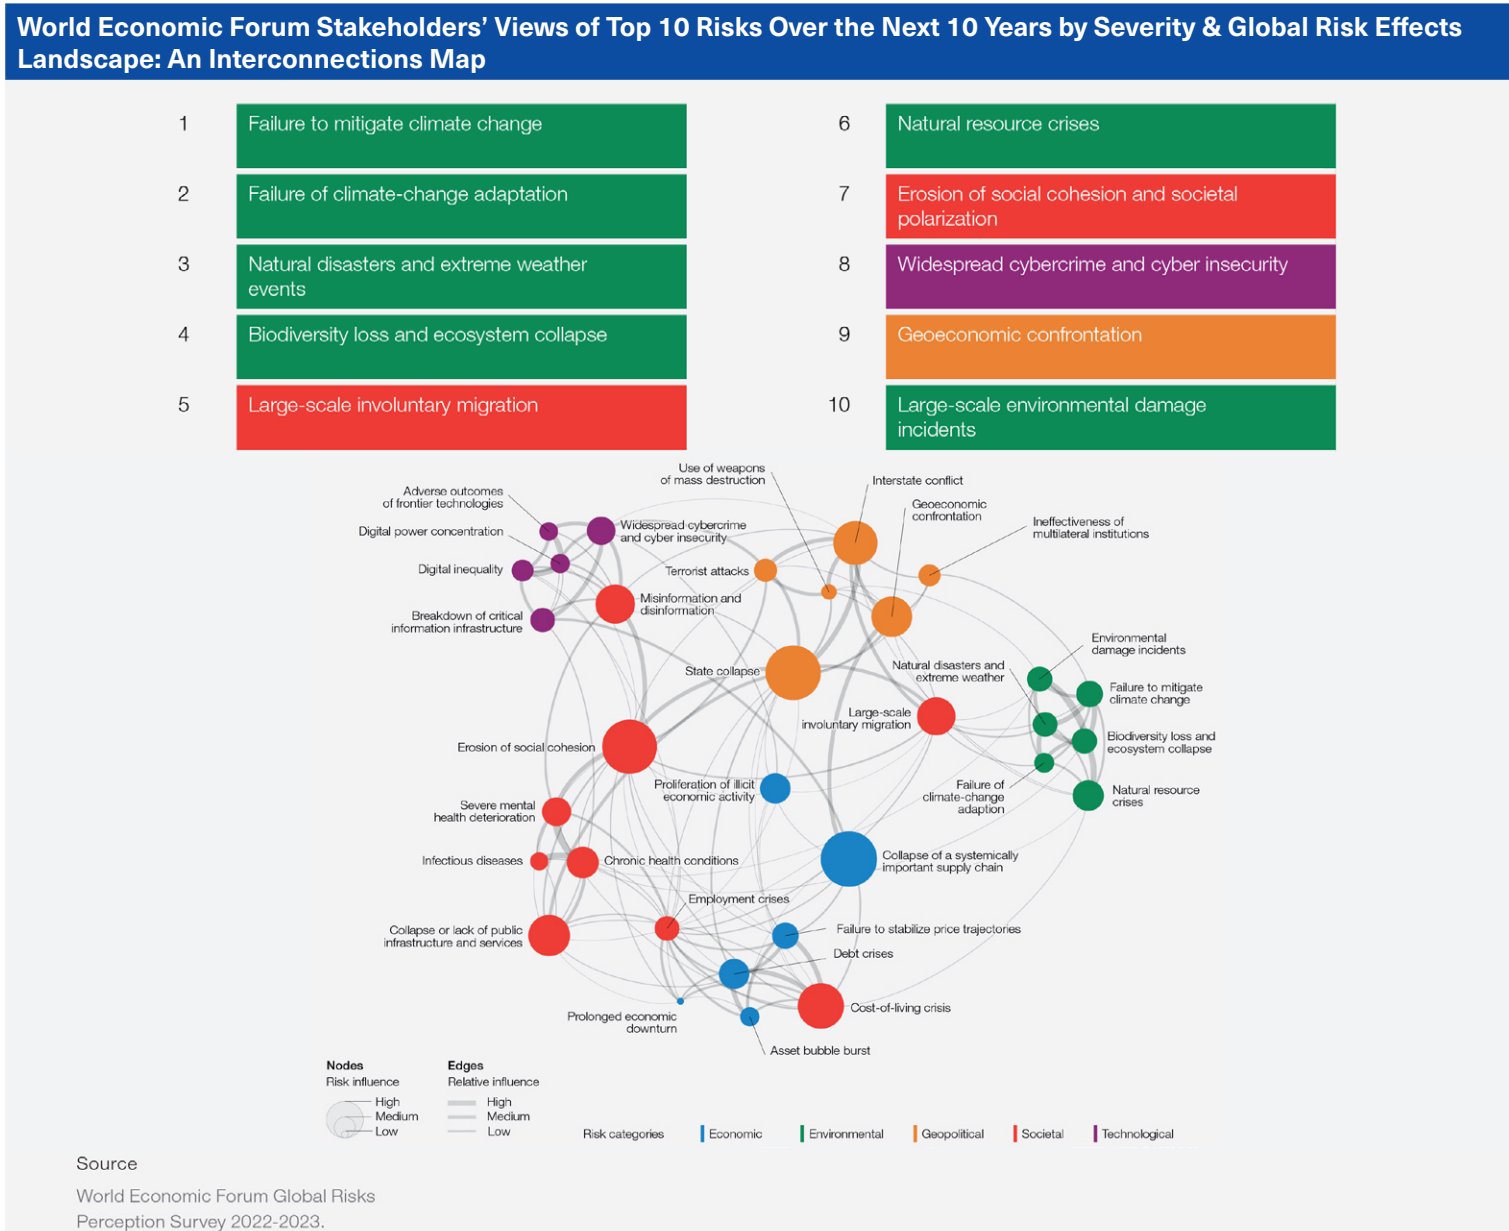 World Economic Forum Stakeholders’ Views of Top 10 Risks Over the Next 10 Years by Severity & Global Risk Effects
Landscape: An Interconnections Map
1
Failure to mitigate climate change
2
Failure of climate-change adaptation
3
Natural disasters and extreme weather
events
4
Biodiversity loss and ecosystem collapse
5
Large-scale involuntary migration
6
Natural resource crises
7
Erosion of social cohesion and societal
polarization
8
Widespread cybercrime and cyber insecurity
9
Geoeconomic confrontation
10
Large-scale environmental damage
incidents
Use of weapons
of mass destruction
Interstate conflict
Adverse outcomes
of frontier technologies
Geoeconomic
confrontation
Digital power concentration
Widespread cybercrime
and cyber insecurity
Ineffectiveness of
multilateral institutions
Digital inequality
Terrorist attacks
Misinformation and
disinformation
Breakdown of critical
information infrastructure
Environmental
damage incidents
State collapse
Natural disasters and
extreme weather
Failure to mitigate
climate change
Large-scale
involuntary migration
Biodiversity loss and
ecosystem collapse
Erosion of social cohesion
Proliferation of illicit
economic activity
Failure of
climate-change
adaption
Natural resource
crises
Severe mental
health deterioration
Infectious diseases
Chronic health conditions
Collapse of a systemically
important supply chain
Employment crises
Collapse or lack of public
infrastructure and services
Failure to stabilize price trajectories
Debt crises
Prolonged economic
downturn
Cost-of-living crisis
Asset bubble burst
Nodes
Risk influence
High
Medium
Low
Edges
Relative influence
High
Medium
Low
Risk categories
Economic
Environmental
Geopolitical
Societal
Technological
Source
World Economic Forum Global Risks
Perception Survey 2022-2023.